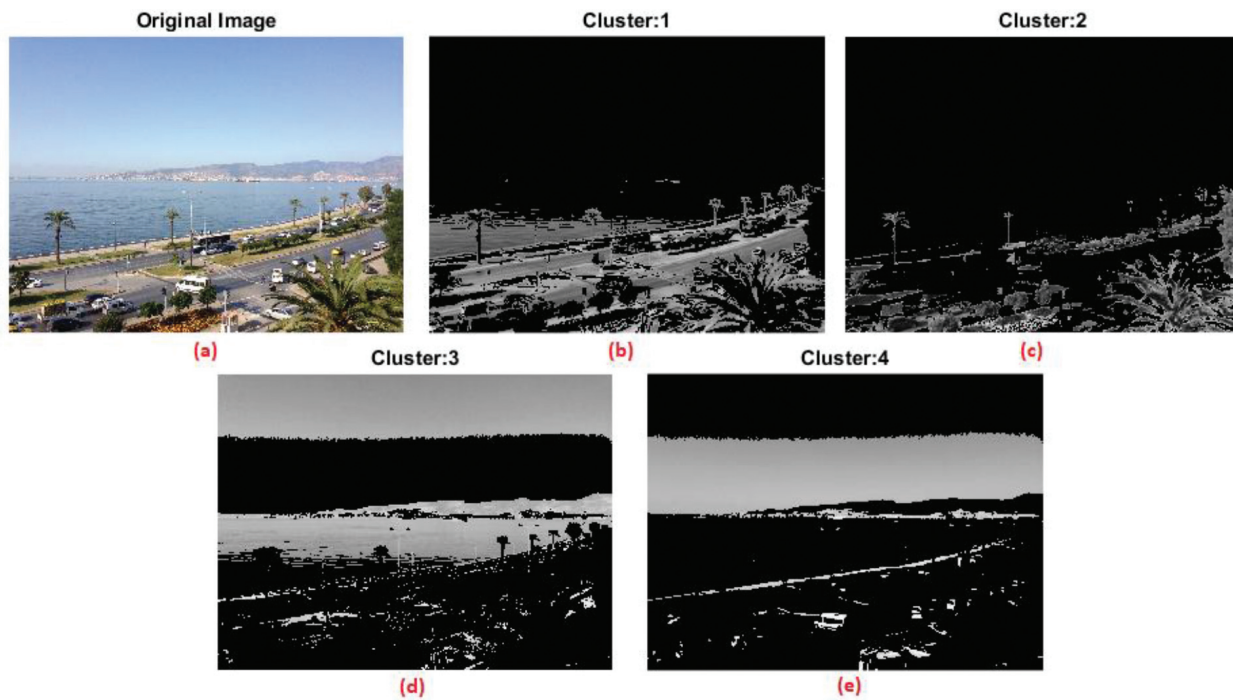 Original Image
Cluster:1
Cluster:2
(a)
(b)
(c)
Cluster:3
Cluster:4
(d)
(e)